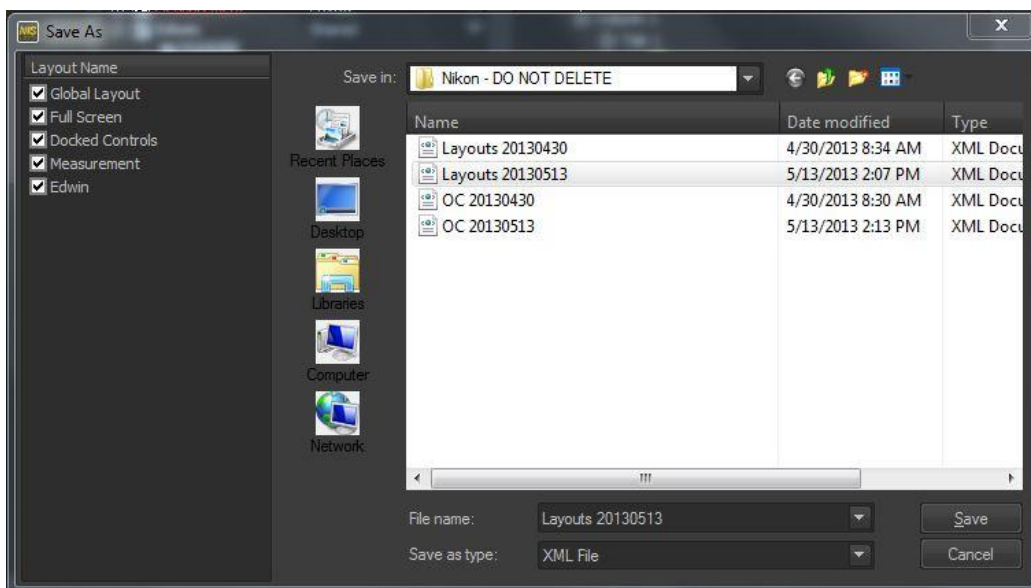 NIS
Save As
X
Layout Name
Global Layout
Full Screen
Docked Controls
Measurement
Edwin
Save in:
Nikon - DO NOT DELETE
Recent Places
Desktop
Libraries
Computer
Network
Name Date modified Type
Layouts 20130430 4/30/2013 8:34 AM XML Docu
Layouts 20130513 5/13/2013 2:07 PM XML Docu
OC 20130430 4/30/2013 8:30 AM XML Docu
OC 20130513 5/13/2013 2:13 PM XML Docu
File name: Layouts 20130513 Save
Save as type: XML File Cancel